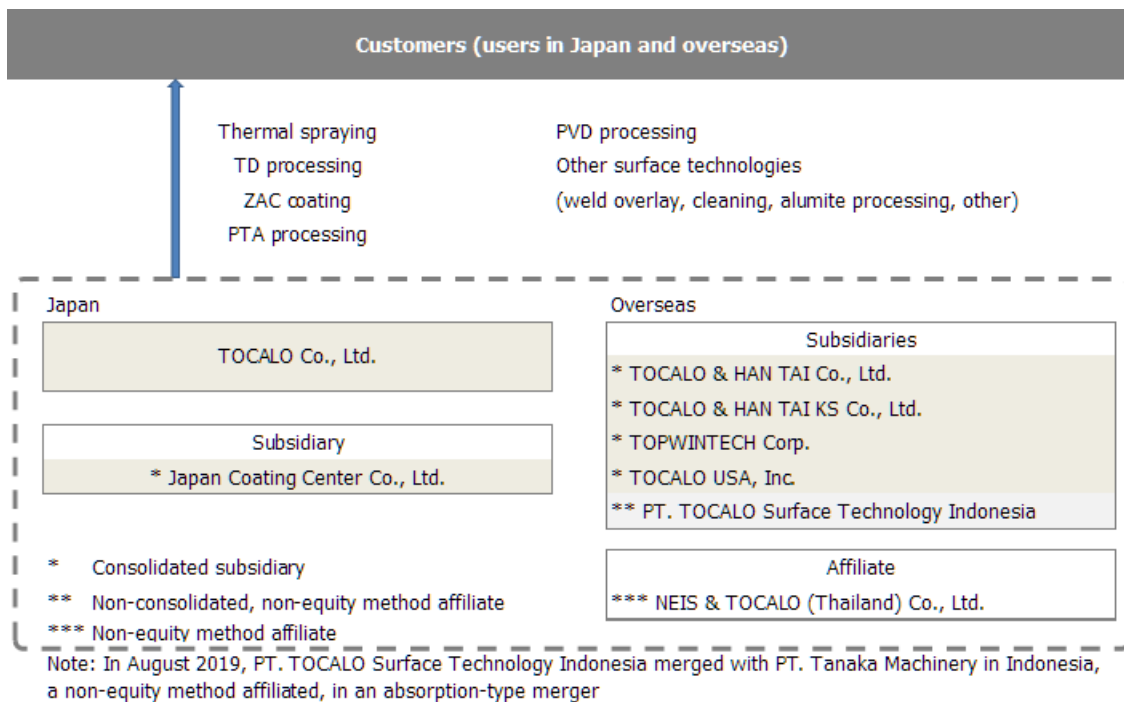 Customers (users in Japan and overseas)
Thermal spraying
TD processing
ZAC coating
PTA processing
PVD processing
Other surface technologies
(weld overlay, cleaning, alumite processing, other)
Japan
TOCALO Co., Ltd.
Subsidiary
* Japan Coating Center Co., Ltd.
* Consolidated subsidiary
** Non-consolidated, non-equity method affiliate
*** Non-equity method affiliate
Overseas
Subsidiaries
* TOCALO & HAN TAI Co., Ltd.
* TOCALO & HAN TAI KS Co., Ltd.
* TOPWINTECH Corp.
* TOCALO USA, Inc.
** PT. TOCALO Surface Technology Indonesia
Affiliate
*** NEIS & TOCALO (Thailand) Co., Ltd.
Note: In August 2019, PT. TOCALO Surface Technology Indonesia merged with PT. Tanaka Machinery in Indonesia,
a non-equity method affiliated, in an absorption-type merger